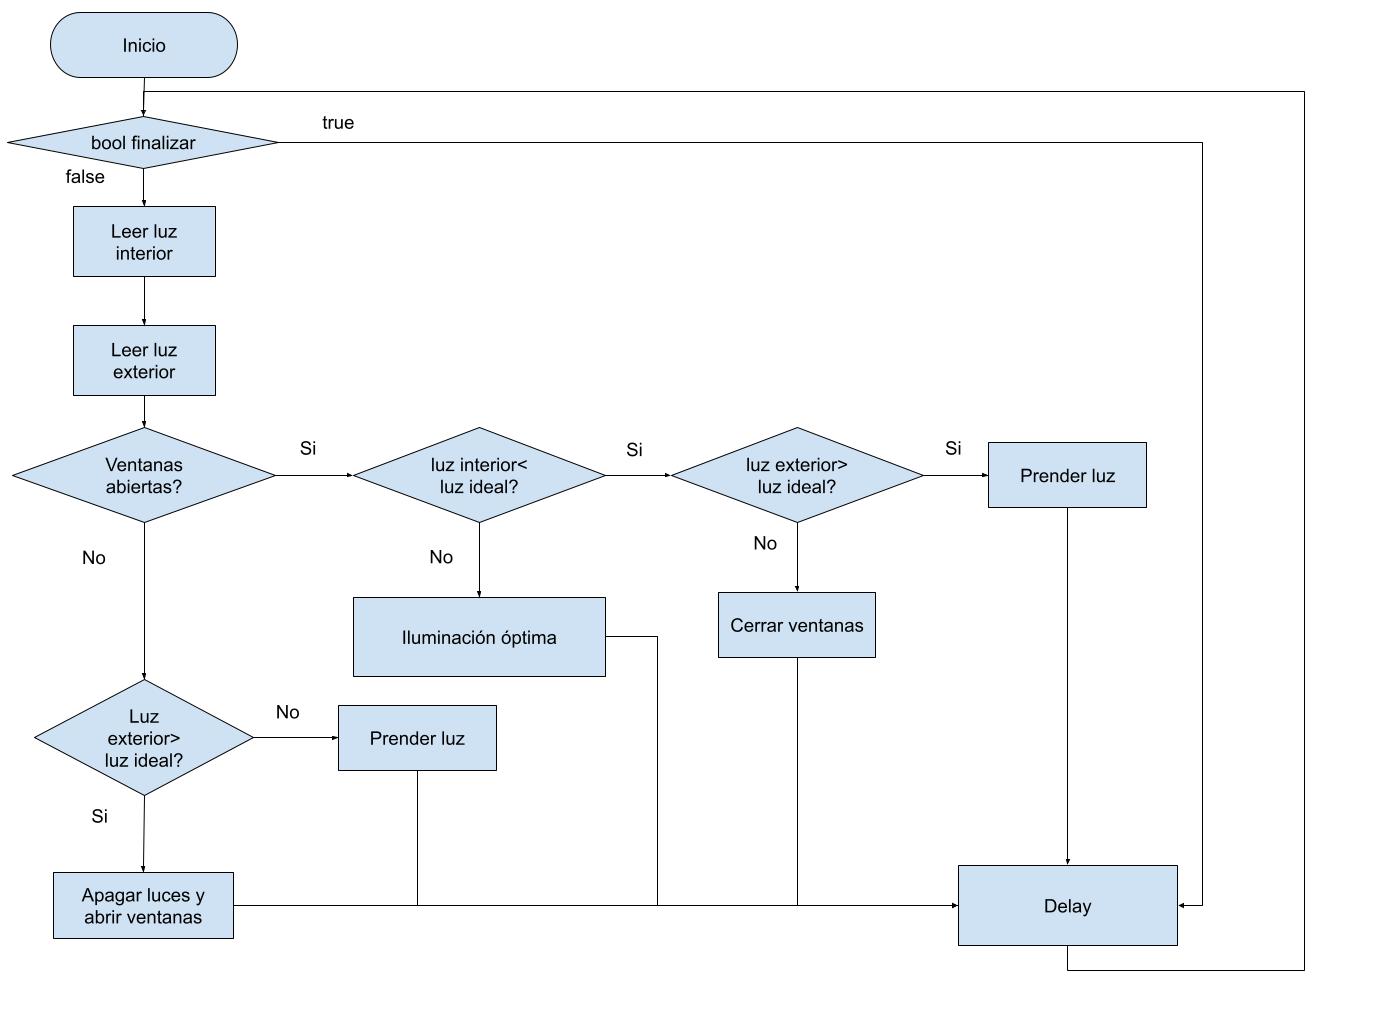 Inicio
true
bool finalizar
false
Leer luz
interior
Leer luz
exterior
Ventanas
abiertas?
Si
luz interior<
luz ideal?
Si
luz exterior>
luz ideal?
Si
Prender luz
No
No
No
Iluminación óptima
Cerrar ventanas
Luz
exterior>
luz ideal?
No
Prender luz
Si
Apagar luces y
abrir ventanas
Delay